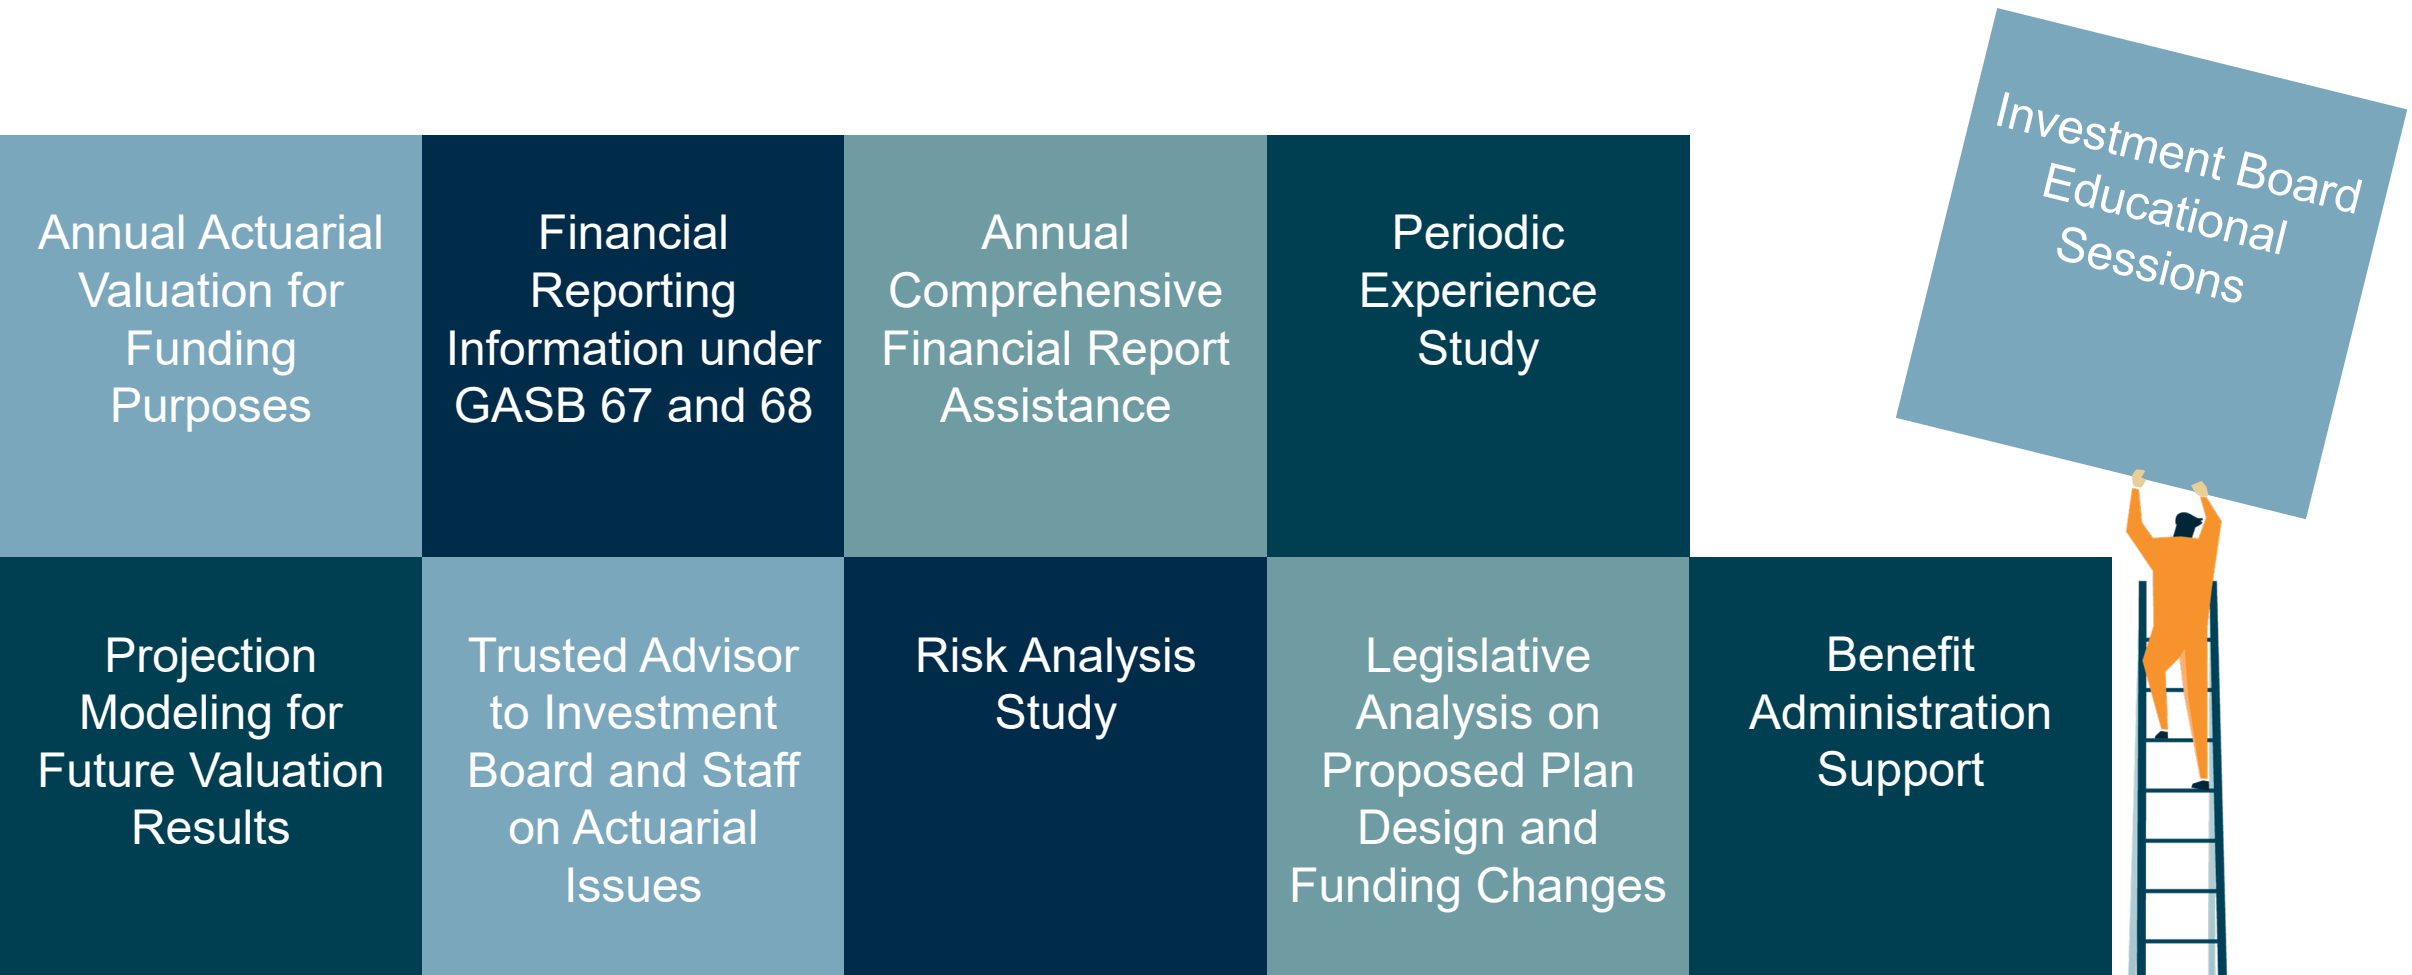 Annual Actuarial
Valuation for
Funding
Purposes
Financial
Reporting
Information under
GASB 67 and 68
Annual
Comprehensive
Financial Report
Assistance
Periodic
Experience
Study
Investment Board
Educational
Sessions
Projection
Modeling for
Future Valuation
Results
Trusted Advisor
to Investment
Board and Staff
on Actuarial
Issues
Risk Analysis
Study
Legislative
Analysis on
Proposed Plan
Design and
Funding Changes
Benefit
Administration
Support